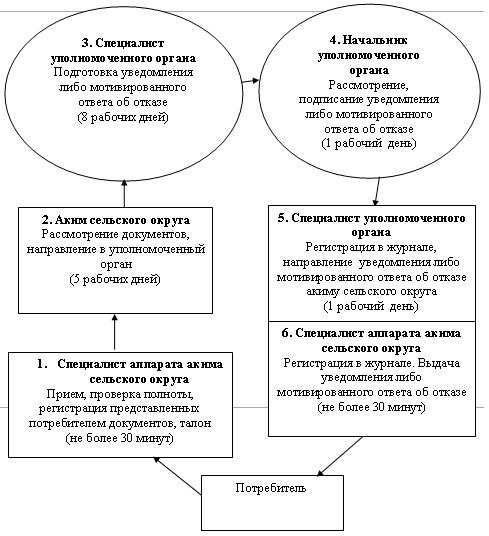 3. Специалист
уполномоченного органа
Подготовка уведомления
либо мотивированного
ответа об отказе
(8 рабочих дней)
4. Начальник
уполномоченного
органа
Рассмотрение,
подписание уведомления
либо мотивированного
ответа об отказе
(1 рабочий день)
2. Аким сельского округа
Рассмотрение документов,
направление в уполномоченный
орган
(5 рабочих дней)
5. Специалист уполномоченного
органа
Регистрация в журнале,
направление уведомления либо
мотивированного ответа об отказе
акиму сельского округа
(1 рабочий день)
1. Специалист аппарата акима
сельского округа
Прием, проверка полноты,
регистрация представленных
потребителем документов, талон
(не более 30 минут)
6. Специалист аппарата акима
сельского округа
Регистрация в журнале. Выдача
уведомления либо
мотивированного ответа об отказе
(не более 30 минут)
Потребитель